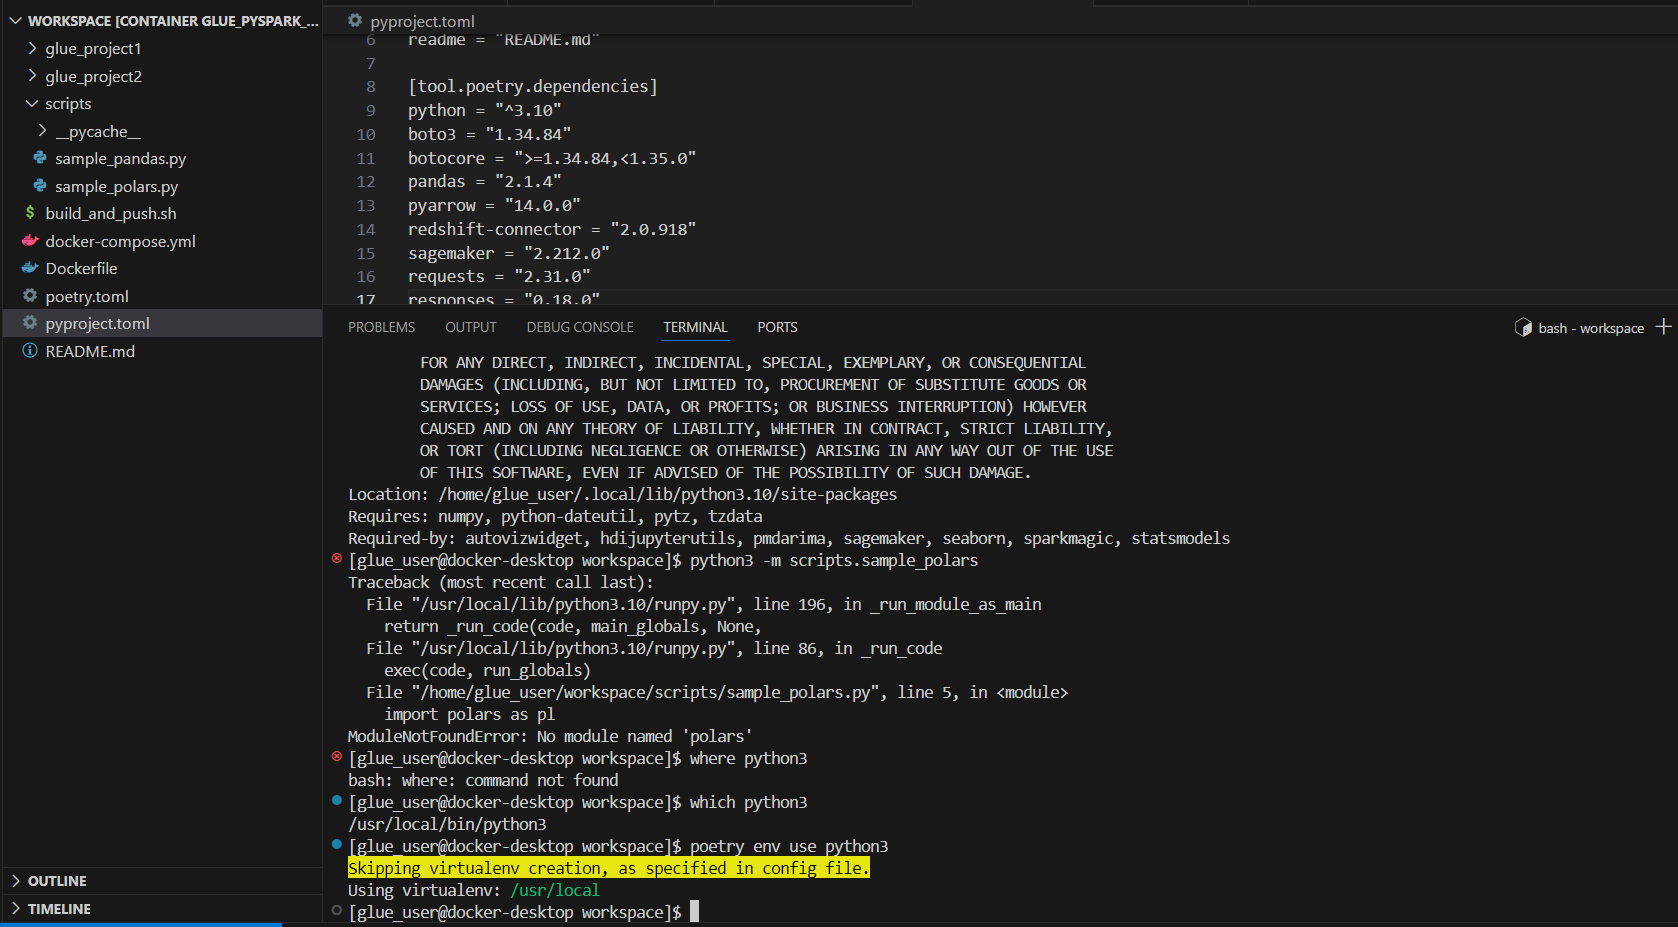 WORKSPACE [CONTAINER GLUE_PYSPARK_...
glue_project1
glue_project2
scripts
__pycache__
sample_pandas.py
sample_polars.py
build_and_push.sh
docker-compose.yml
Dockerfile
poetry.toml
pyproject.toml
README.md
OUTLINE
TIMELINE
pyproject.toml
6 readme = "README.md"
7
8 [tool.poetry.dependencies]
9 python = "^3.10"
10 boto3 = "1.34.84"
11 botocore = ">=1.34.84,<1.35.0"
12 pandas = "2.1.4"
13 pyarrow = "14.0.0"
14 redshift-connector = "2.0.918"
15 sagemaker = "2.212.0"
16 requests = "2.31.0"
17 responses = "0.18.0"
PROBLEMS OUTPUT DEBUG CONSOLE TERMINAL PORTS bash - workspace
FOR ANY DIRECT, INDIRECT, INCIDENTAL, SPECIAL, EXEMPLARY, OR CONSEQUENTIAL
DAMAGES (INCLUDING, BUT NOT LIMITED TO, PROCUREMENT OF SUBSTITUTE GOODS OR
SERVICES; LOSS OF USE, DATA, OR PROFITS; OR BUSINESS INTERRUPTION) HOWEVER
CAUSED AND ON ANY THEORY OF LIABILITY, WHETHER IN CONTRACT, STRICT LIABILITY,
OR TORT (INCLUDING NEGLIGENCE OR OTHERWISE) ARISING IN ANY WAY OUT OF THE USE
OF THIS SOFTWARE, EVEN IF ADVISED OF THE POSSIBILITY OF SUCH DAMAGE.
Location: /home/glue_user/.local/lib/python3.10/site-packages
Requires: numpy, python-dateutil, pytz, tzdata
Required-by: autovizwidget, hdijupyterutils, pmdarima, sagemaker, seaborn, sparkmagic, statsmodels
[glue_user@docker-desktop workspace]$ python3 -m scripts.sample_polars
Traceback (most recent call last):
File "/usr/local/lib/python3.10/runpy.py", line 196, in _run_module_as_main
return _run_code(code, main_globals, None,
File "/usr/local/lib/python3.10/runpy.py", line 86, in _run_code
exec(code, run_globals)
File "/home/glue_user/workspace/scripts/sample_polars.py", line 5, in <module>
import polars as pl
ModuleNotFoundError: No module named 'polars'
[glue_user@docker-desktop workspace]$ where python3
bash: where: command not found
[glue_user@docker-desktop workspace]$ which python3
/usr/local/bin/python3
[glue_user@docker-desktop workspace]$ poetry env use python3
Skipping virtualenv creation, as specified in config file.
Using virtualenv: /usr/local
[glue_user@docker-desktop workspace]$